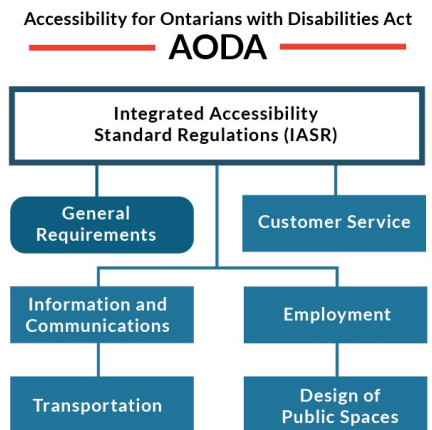 Accessibility for Ontarians with Disabilities Act
AODA
Integrated Accessibility
Standard Regulations (IASR)
General
Requirements
Customer Service
Information and
Communications
Employment
Transportation
Design of
Public Spaces